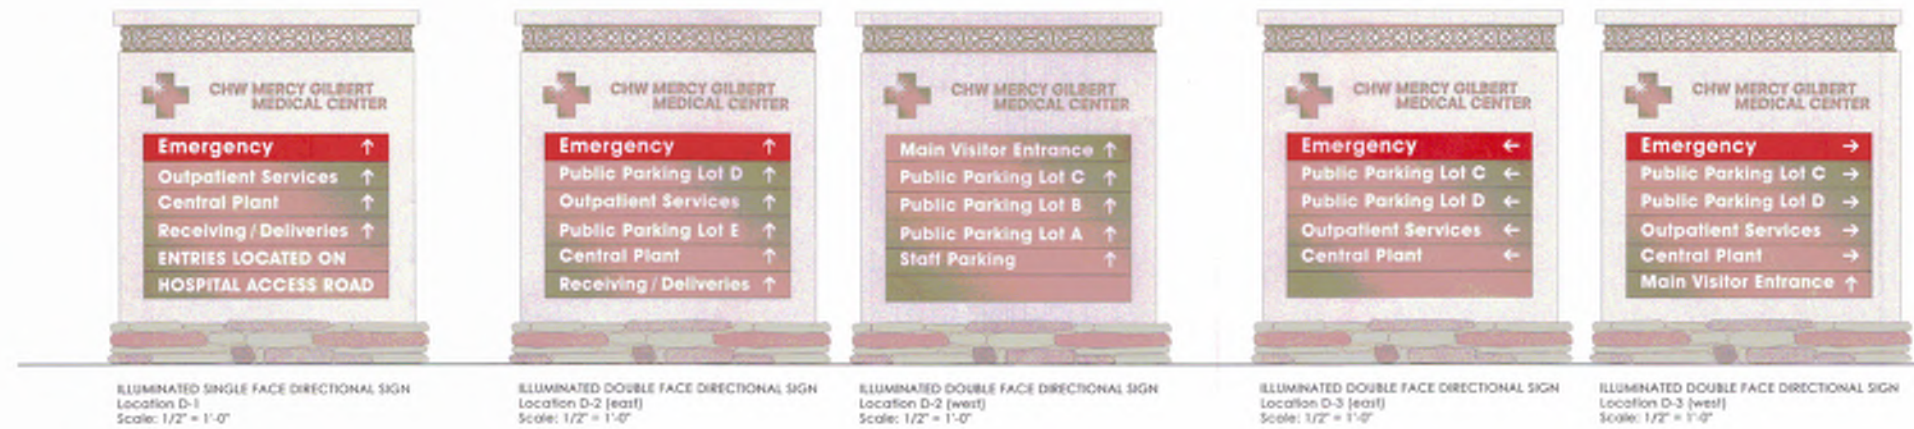 CHW MERCY GILBERT
MEDICAL CENTER
Emergency ↑
Outpatient Services ↑
Central Plant ↑
Receiving / Deliveries ↑
ENTRIES LOCATED ON
HOSPITAL ACCESS ROAD
ILLUMINATED SINGLE FACE DIRECTIONAL SIGN
Location D-1
Scale: 1/2" = 1'-0"
CHW MERCY GILBERT
MEDICAL CENTER
Emergency ↑
Public Parking Lot D ↑
Outpatient Services ↑
Public Parking Lot E ↑
Central Plant ↑
Receiving / Deliveries ↑
ILLUMINATED DOUBLE FACE DIRECTIONAL SIGN
Location D-2 (east)
Scale: 1/2" = 1'-0"
CHW MERCY GILBERT
MEDICAL CENTER
Main Visitor Entrance ↑
Public Parking Lot C ↑
Public Parking Lot B ↑
Public Parking Lot A ↑
Staff Parking ↑
ILLUMINATED DOUBLE FACE DIRECTIONAL SIGN
Location D-2 (west)
Scale: 1/2" = 1'-0"
CHW MERCY GILBERT
MEDICAL CENTER
Emergency ←
Public Parking Lot C ←
Public Parking Lot D ←
Outpatient Services ←
Central Plant ←
ILLUMINATED DOUBLE FACE DIRECTIONAL SIGN
Location D-3 (east)
Scale: 1/2" = 1'-0"
CHW MERCY GILBERT
MEDICAL CENTER
Emergency →
Public Parking Lot C →
Public Parking Lot D →
Outpatient Services →
Central Plant →
Main Visitor Entrance ↑
ILLUMINATED DOUBLE FACE DIRECTIONAL SIGN
Location D-3 (west)
Scale: 1/2" = 1'-0"